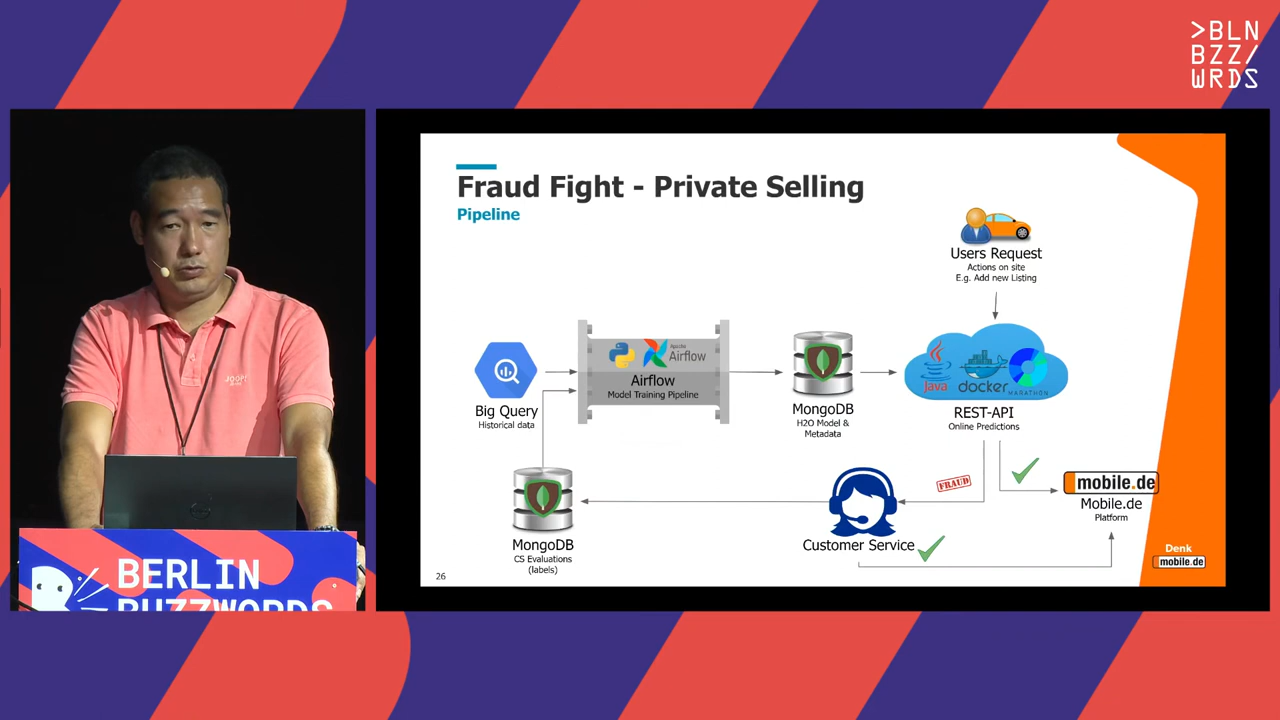 >BLN
BZZ/
WRDS
Fraud Fight - Private Selling
Pipeline
Users Request
Actions on site
E.g. Add new Listing
Big Query
Historical data
Apache
Airflow
Airflow
Model Training Pipeline
MongoDB
H2O Model &
Metadata
Java
docker
MARATHON
REST-API
Online Predictions
FRAUD
mobile.de
Mobile.de
Platform
Customer Service
MongoDB
CS Evaluations
(labels)
26
Denk
mobile.de
JOOP!
BERLIN
BUZZWORDS